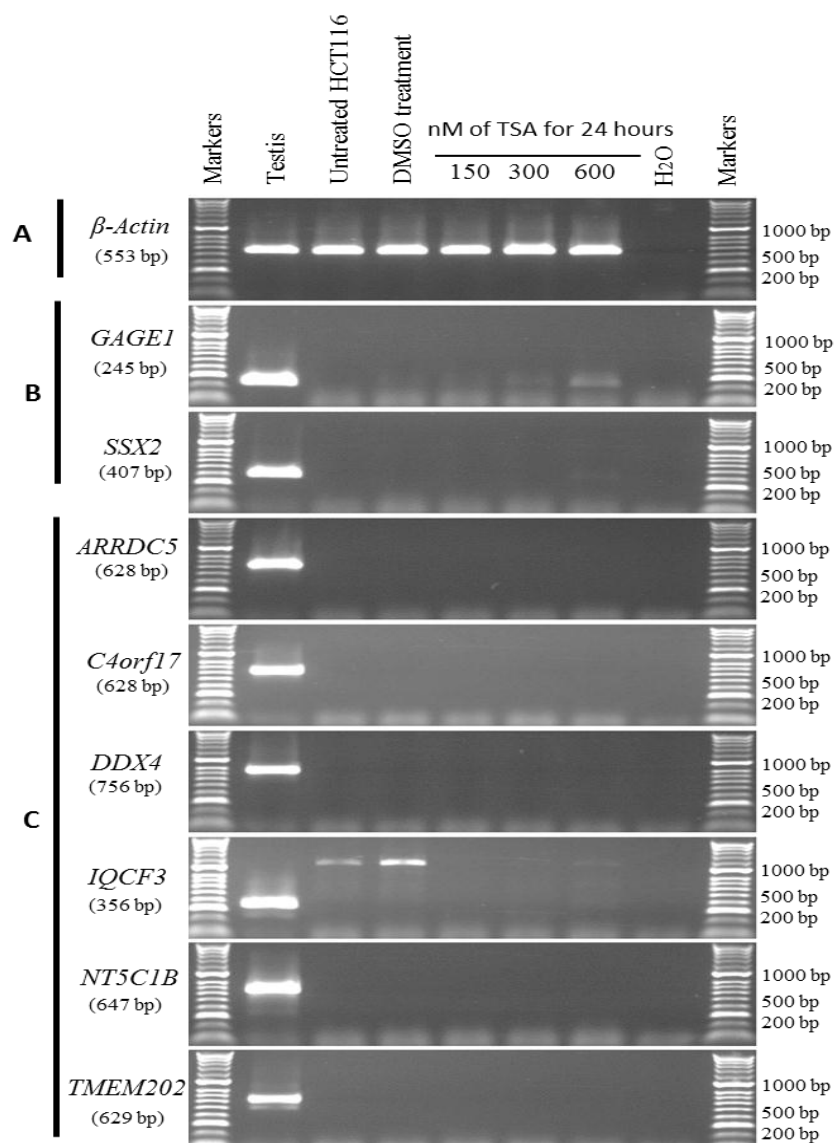 Markers
Testis
Untreated HCT116
DMSO treatment
nM of TSA for 24 hours
150 300 600
H₂O
Markers
A
β-Actin
(553 bp)
1000 bp
500 bp
200 bp
B
GAGE1
(245 bp)
1000 bp
500 bp
200 bp
SSX2
(407 bp)
1000 bp
500 bp
200 bp
C
ARRDC5
(628 bp)
1000 bp
500 bp
200 bp
C4orf17
(628 bp)
1000 bp
500 bp
200 bp
DDX4
(756 bp)
1000 bp
500 bp
200 bp
IQCF3
(356 bp)
1000 bp
500 bp
200 bp
NT5C1B
(647 bp)
1000 bp
500 bp
200 bp
TMEM202
(629 bp)
1000 bp
500 bp
200 bp